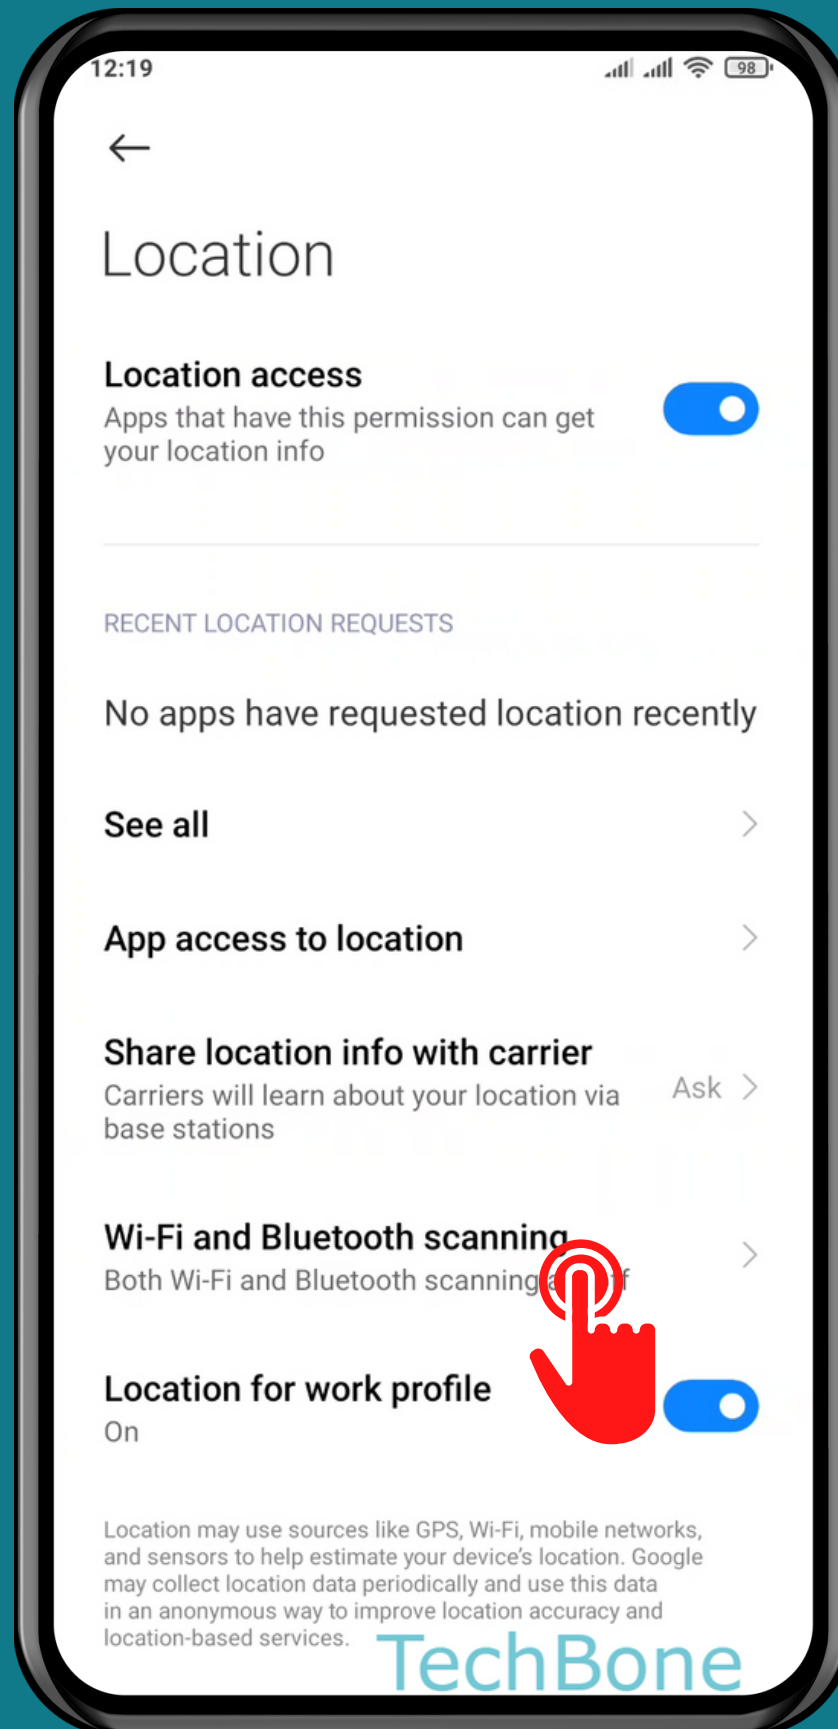 12:19
98
Location
Location access
Apps that have this permission can get
your location info
RECENT LOCATION REQUESTS
No apps have requested location recently
See all
App access to location
Share location info with carrier
Carriers will learn about your location via
base stations
Ask
Wi-Fi and Bluetooth scanning
Both Wi-Fi and Bluetooth scanning
Location for work profile
On
Location may use sources like GPS, Wi-Fi, mobile networks,
and sensors to help estimate your device's location. Google
may collect location data periodically and use this data
in an anonymous way to improve location accuracy and
location-based services.
TechBone